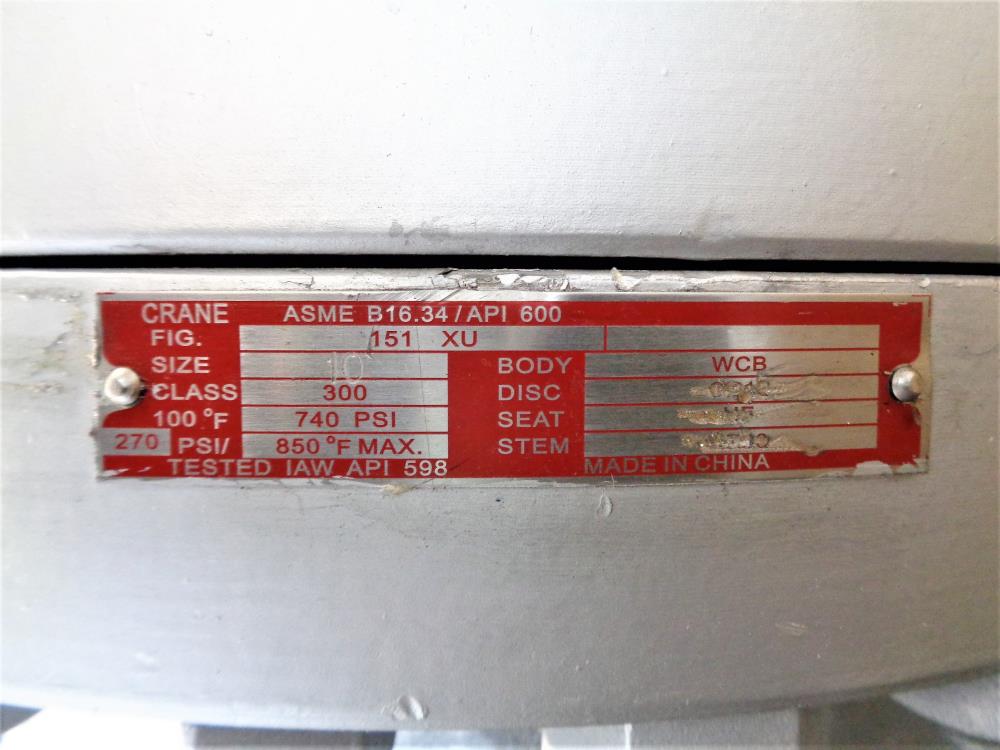 CRANE ASME B16.34/API 600
FIG. 151 XU
SIZE 10" BODY WCB
CLASS 300 DISC
100 °F 740 PSI SEAT
270 PSI/ 850 °F MAX. STEM
TESTED IAW API 598 MADE IN CHINA